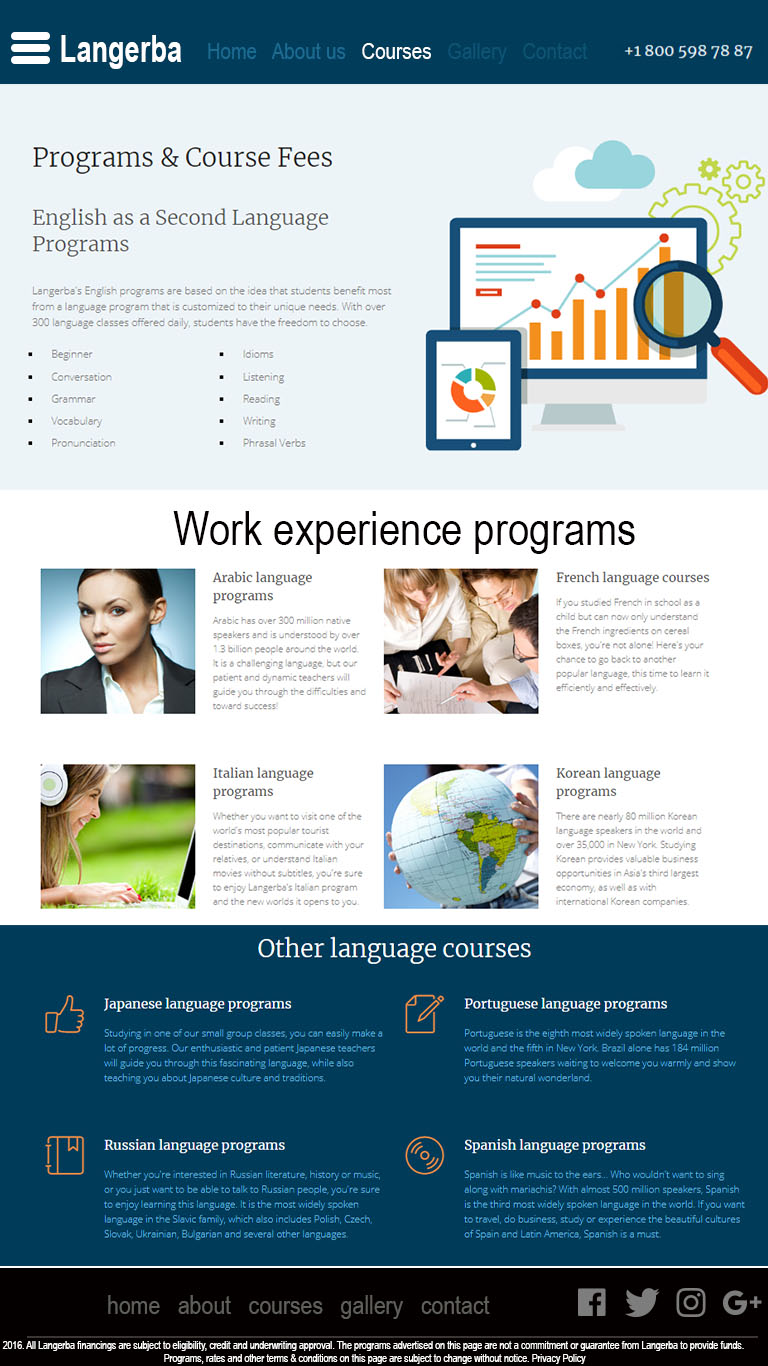 Langerba Home About us Courses Gallery Contact +1 800 598 78 87
Programs & Course Fees
English as a Second Language
Programs
Langerba's English programs are based on the idea that students benefit most
from a language program that is customized to their unique needs. With over
300 language classes offered daily, students have the freedom to choose.
Beginner
Conversation
Grammar
Vocabulary
Pronunciation
Idioms
Listening
Reading
Writing
Phrasal Verbs
Work experience programs
Arabic language
programs
Arabic has over 300 million native
speakers and is understood by over
1.3 billion people around the world.
It is a challenging language, but our
patient and dynamic teachers will
guide you through the difficulties and
toward success!
French language courses
If you studied French in school as a
child but can now only understand
the French ingredients on cereal
boxes, you're not alone! Here's your
chance to go back to another
popular language, this time to learn it
efficiently and effectively.
Italian language
programs
Whether you want to visit one of the
world's most popular tourist
destinations, communicate with your
relatives, or understand Italian
movies without subtitles, you're sure
to enjoy Langerba's Italian program
and the new worlds it opens to you.
Korean language
programs
There are nearly 80 million Korean
language speakers in the world and
over 35,000 in New York. Studying
Korean provides valuable business
opportunities in Asia's third largest
economy, as well as with
international Korean companies.
Other language courses
Japanese language programs
Studying in one of our small group classes, you can easily make a
lot of progress. Our enthusiastic and patient Japanese teachers
will guide you through this fascinating language, while also
teaching you about Japanese culture and traditions.
Portuguese language programs
Portuguese is the eighth most widely spoken language in the
world and the fifth in New York. Brazil alone has 184 million
Portuguese speakers waiting to welcome you warmly and show
you their natural wonderland.
Russian language programs
Whether you're interested in Russian literature, history or music,
or you just want to be able to talk to Russian people, you're sure
to enjoy learning this language. It is the most widely spoken
language in the Slavic family, which also includes Polish, Czech,
Slovak, Ukrainian, Bulgarian and several other languages.
Spanish language programs
Spanish is like music to the ears... Who wouldn't want to sing
along with mariachis? With almost 500 million speakers, Spanish
is the third most widely spoken language in the world. If you want
to travel, do business, study or experience the beautiful cultures
of Spain and Latin America, Spanish is a must.
home about courses gallery contact
2016. All Langerba financings are subject to eligibility, credit and underwriting approval. The programs advertised on this page are not a commitment or guarantee from Langerba to provide funds.
Programs, rates and other terms & conditions on this page are subject to change without notice. Privacy Policy